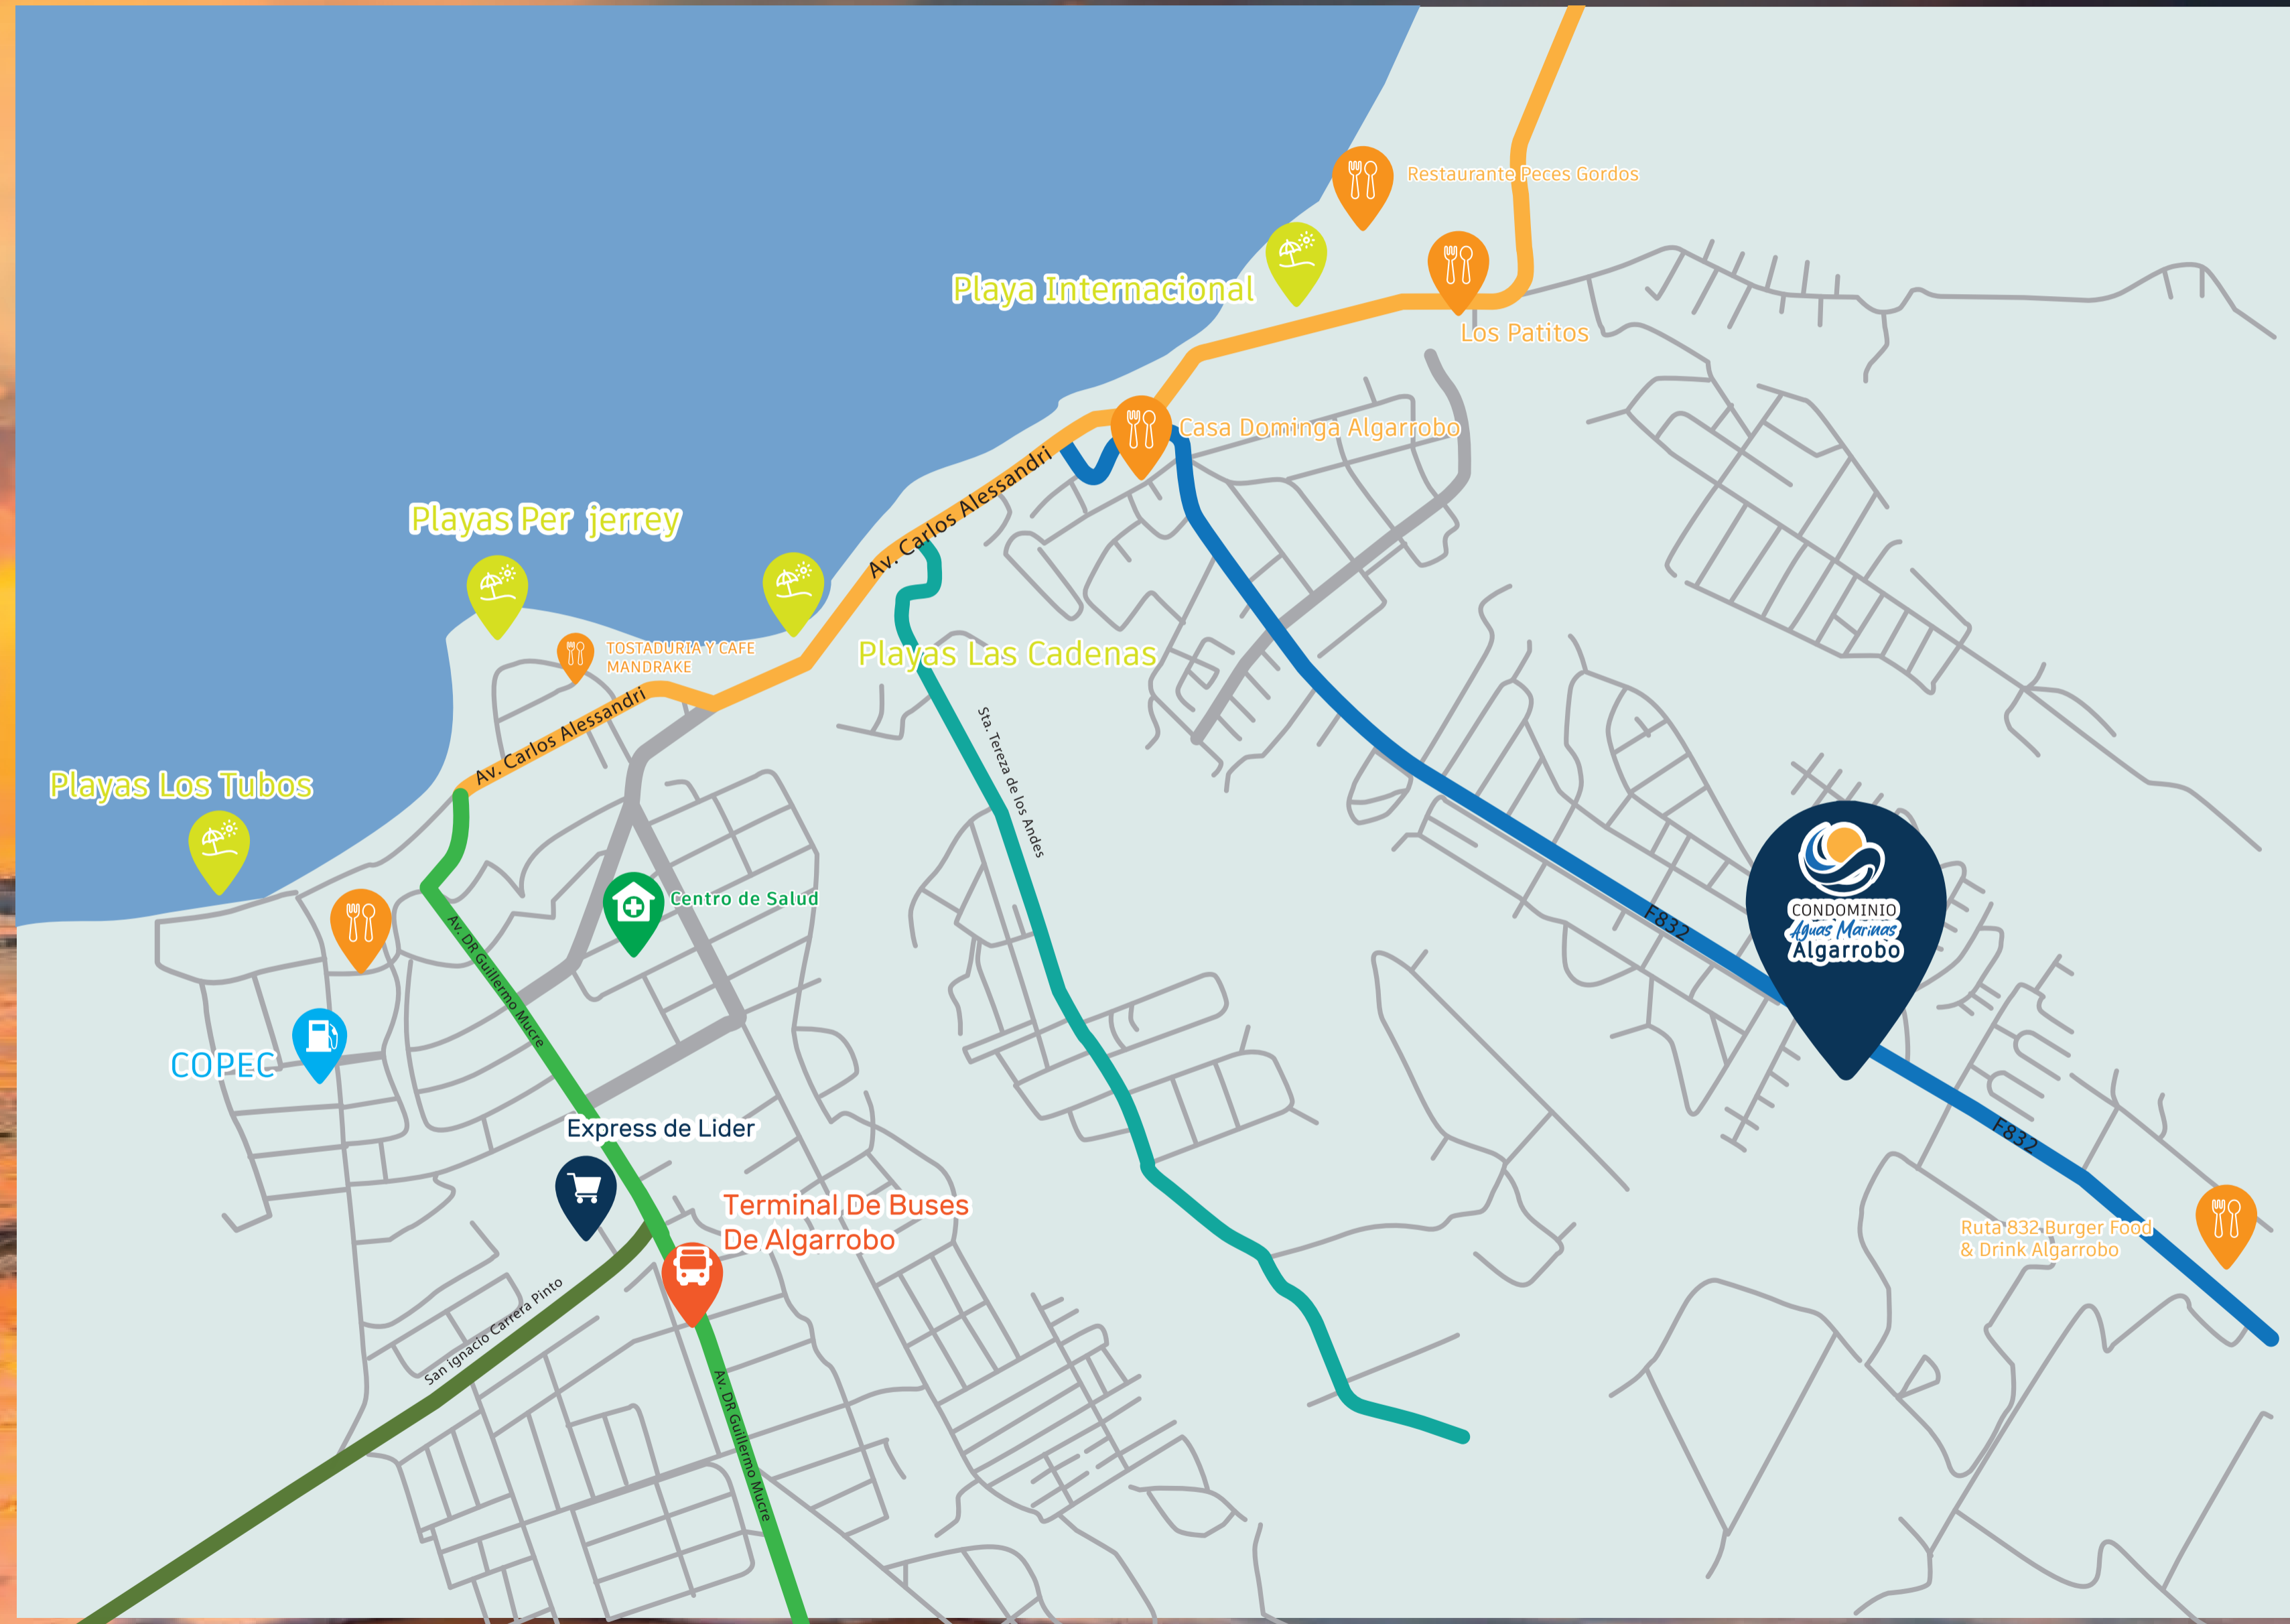 Restaurante Peces Gordos
Playa Internacional
Los Patitos
Casa Dominga Algarrobo
Av. Carlos Alessandri
Playas Per jerrey
TOSTADURIA Y CAFE
MANDRAKE
Playas Las Cadenas
Av. Carlos Alessandri
Playas Los Tubos
Sta. Tereza de los Andes
Centro de Salud
F832
CONDOMINIO
Aguas Marinas
Algarrobo
Av. DR Guillermo Mucre
COPEC
Express de Lider
F832
Terminal De Buses
De Algarrobo
Ruta 832 Burger Food
& Drink Algarrobo
San ignacio Carrera Pinto
Av. DR Guillermo Mucre